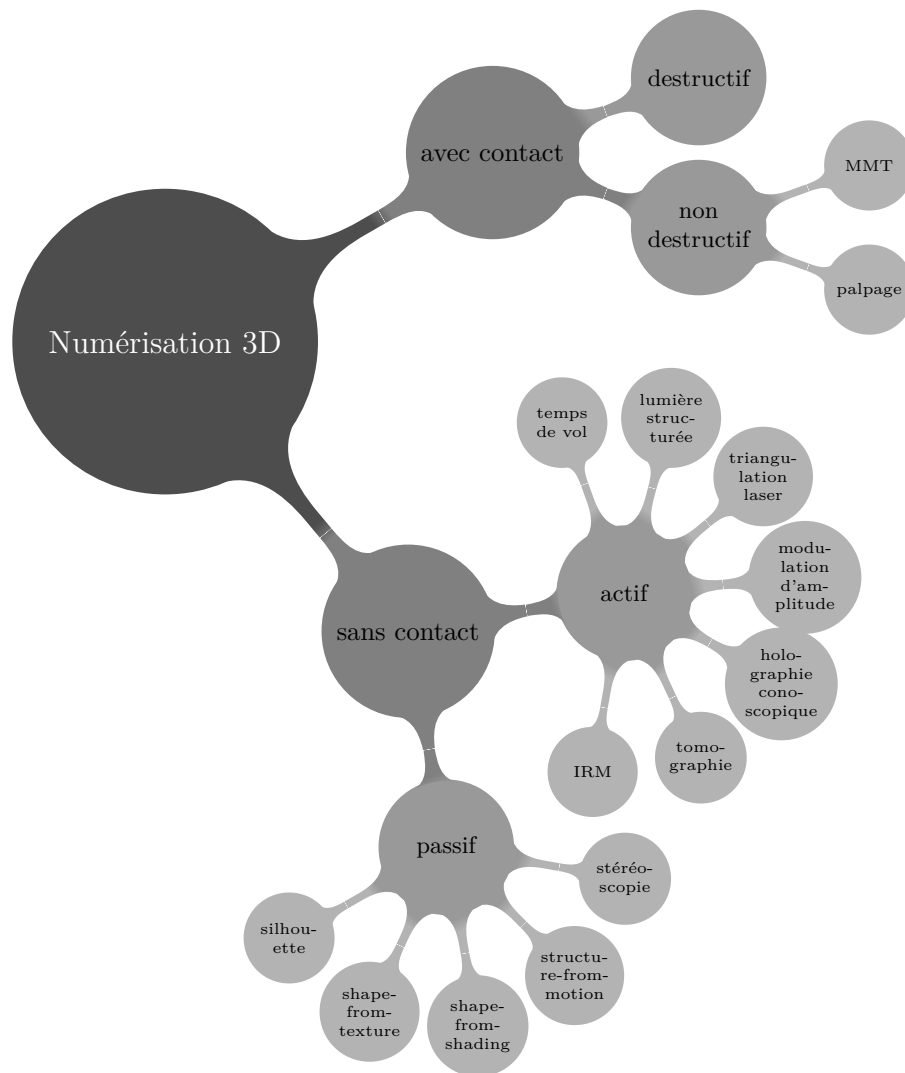 destructif
avec contact
MMT
non
destructif
palpage
Numérisation 3D
temps
de vol
lumière
struc-
turée
triangu-
lation
laser
modu-
lation
d'am-
plitude
actif
sans contact
holo-
graphie
cono-
scopique
tomo-
graphie
IRM
passif
stéréo-
scopie
silhou-
ette
structu-
re-from-
motion
shape-
from-
texture
shape-
from-
shading